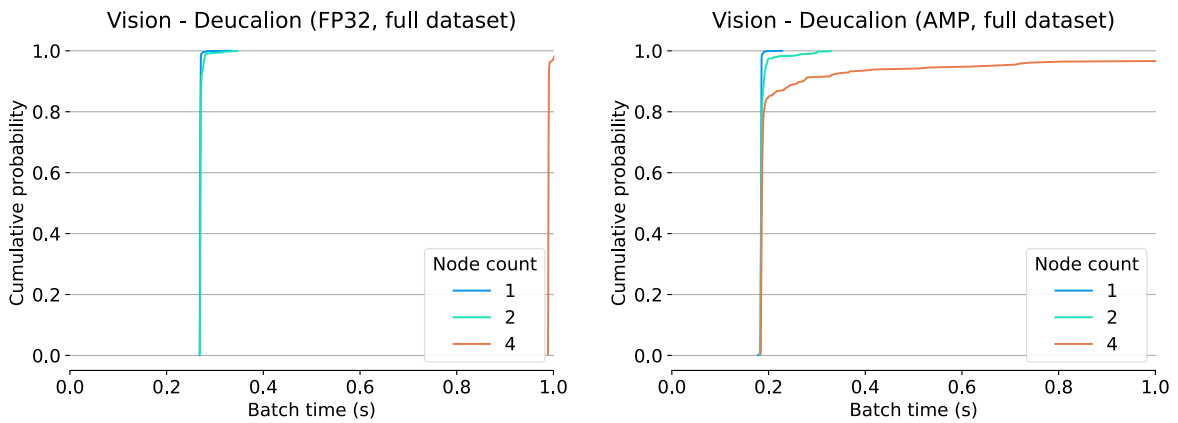 Vision - Deucalion (FP32, full dataset)
1.0
0.8
0.6
0.4
0.2
0.0
Cumulative probability
Node count
1
2
4
0.0 0.2 0.4 0.6 0.8 1.0
Batch time (s)
Vision - Deucalion (AMP, full dataset)
1.0
0.8
0.6
0.4
0.2
0.0
Cumulative probability
Node count
1
2
4
0.0 0.2 0.4 0.6 0.8 1.0
Batch time (s)